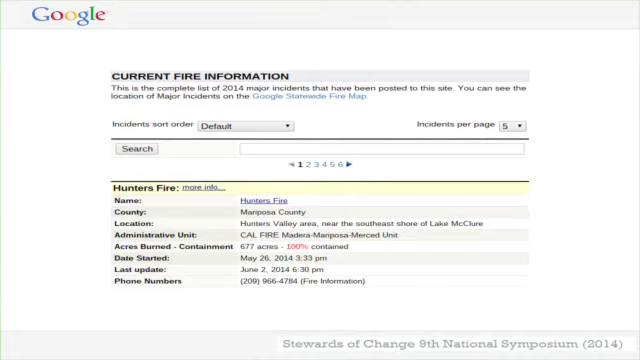 Google
CURRENT FIRE INFORMATION
This is the complete list of 2014 major incidents that have been posted to this site. You can see the
location of Major Incidents on the Google Statewide Fire Map.
Incidents sort order Default Incidents per page 5
Search
1 2 3 4 5 6
Hunters Fire: more info...
Name: Hunters Fire
County: Mariposa County
Location: Hunters Valley area, near the southeast shore of Lake McClure
Administrative Unit: CAL FIRE Madera-Mariposa-Merced Unit
Acres Burned - Containment 677 acres - 100% contained
Date Started: May 26, 2014 3:33 pm
Last update: June 2, 2014 6:30 pm
Phone Numbers (209) 966-4784 (Fire Information)
Stewards of Change 9th National Symposium (2014)